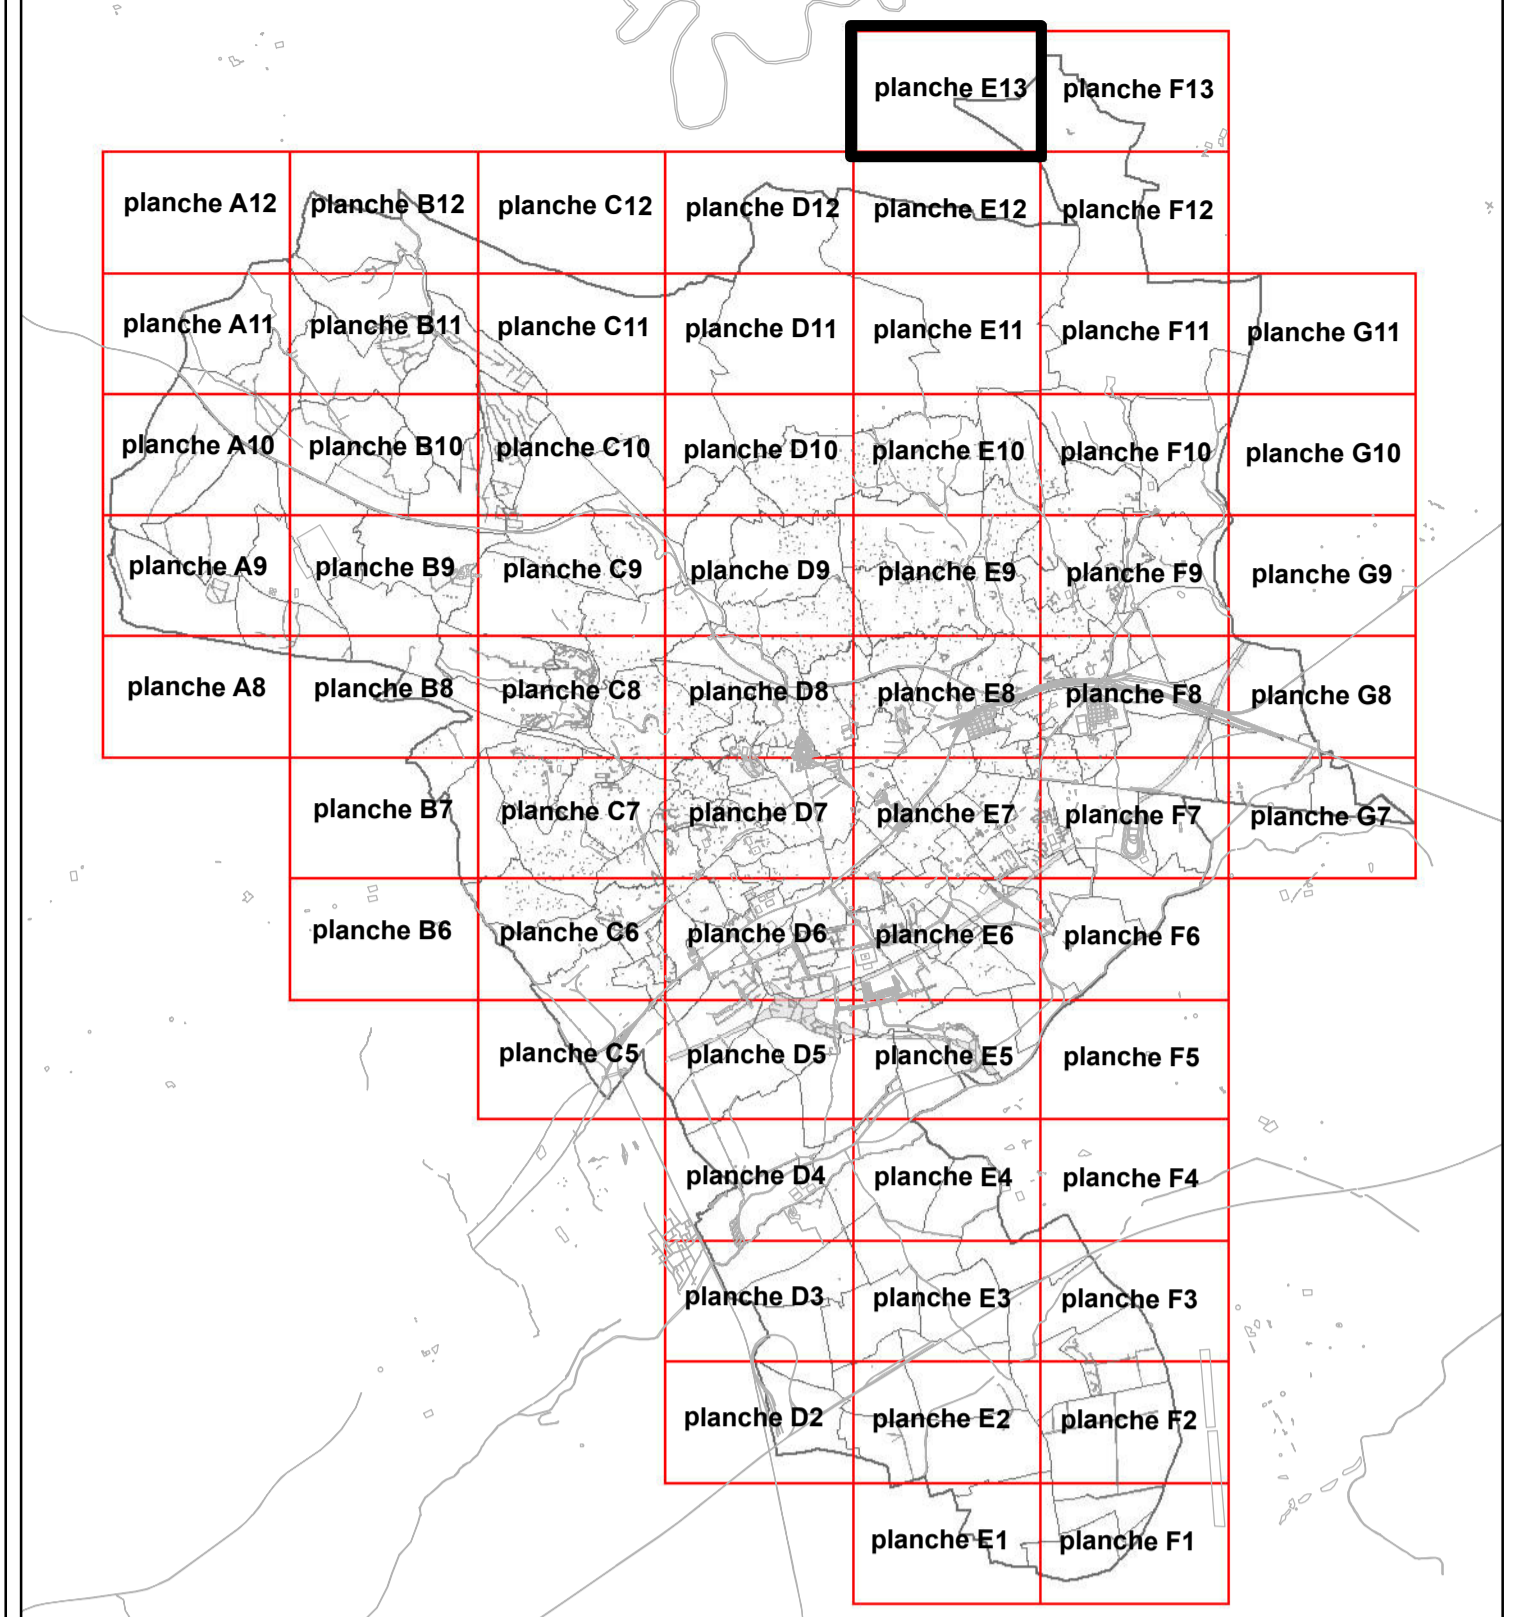 planche E13
planche F13
planche A12
planche B12
planche C12
planche D12
planche E12
planche F12
planche A11
planche B11
planche C11
planche D11
planche E11
planche F11
planche G11
planche A10
planche B10
planche C10
planche D10
planche E10
planche F10
planche G10
planche A9
planche B9
planche C9
planche D9
planche E9
planche F9
planche G9
planche A8
planche B8
planche C8
planche D8
planche E8
planche F8
planche G8
planche B7
planche C7
planche D7
planche E7
planche F7
planche G7
planche B6
planche C6
planche D6
planche E6
planche F6
planche C5
planche D5
planche E5
planche F5
planche D4
planche E4
planche F4
planche D3
planche E3
planche F3
planche D2
planche E2
planche F2
planche E1
planche F1